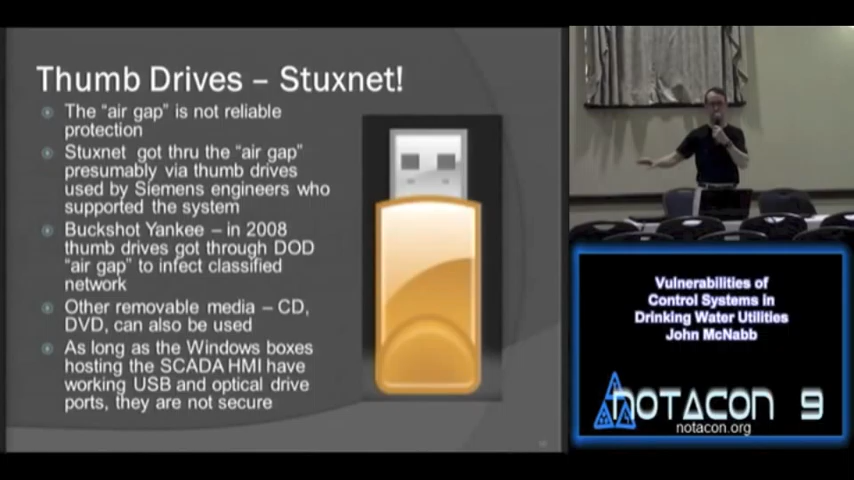 Thumb Drives – Stuxnet!
The “air gap” is not reliable
protection
Stuxnet got thru the “air gap”
presumably via thumb drives
used by Siemens engineers who
supported the system
Buckshot Yankee – in 2008
thumb drives got through DOD
“air gap” to infect classified
network
Other removable media – CD,
DVD, can also be used
As long as the Windows boxes
hosting the SCADA HMI have
working USB and optical drive
ports, they are not secure
Vulnerabilities of
Control Systems in
Drinking Water Utilities
John McNabb
NOTACON 9
notacon.org